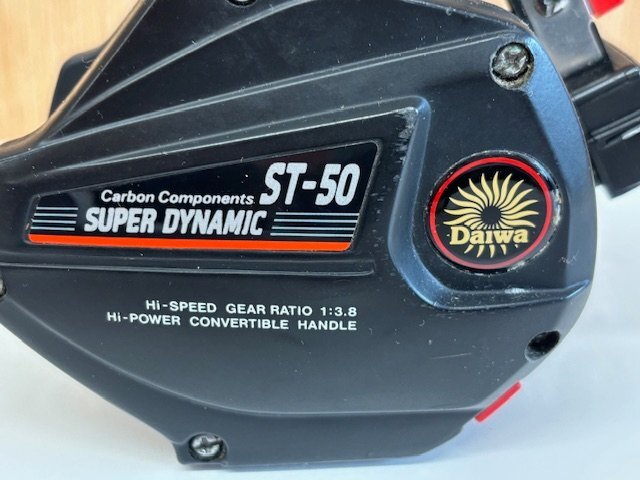 Carbon Components ST-50
SUPER DYNAMIC
Daiwa
Hi-SPEED GEAR RATIO 1:3.8
Hi-POWER CONVERTIBLE HANDLE